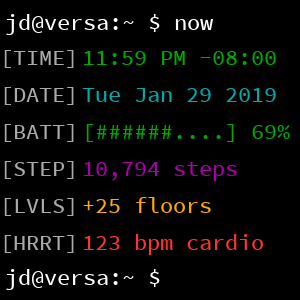 jd@versa:~ $ now
[TIME] 11:59 PM -08:00
[DATE] Tue Jan 29 2019
[BATT] [######....] 69%
[STEP] 10,794 steps
[LVLS] +25 floors
[HRRT] 123 bpm cardio
jd@versa:~ $